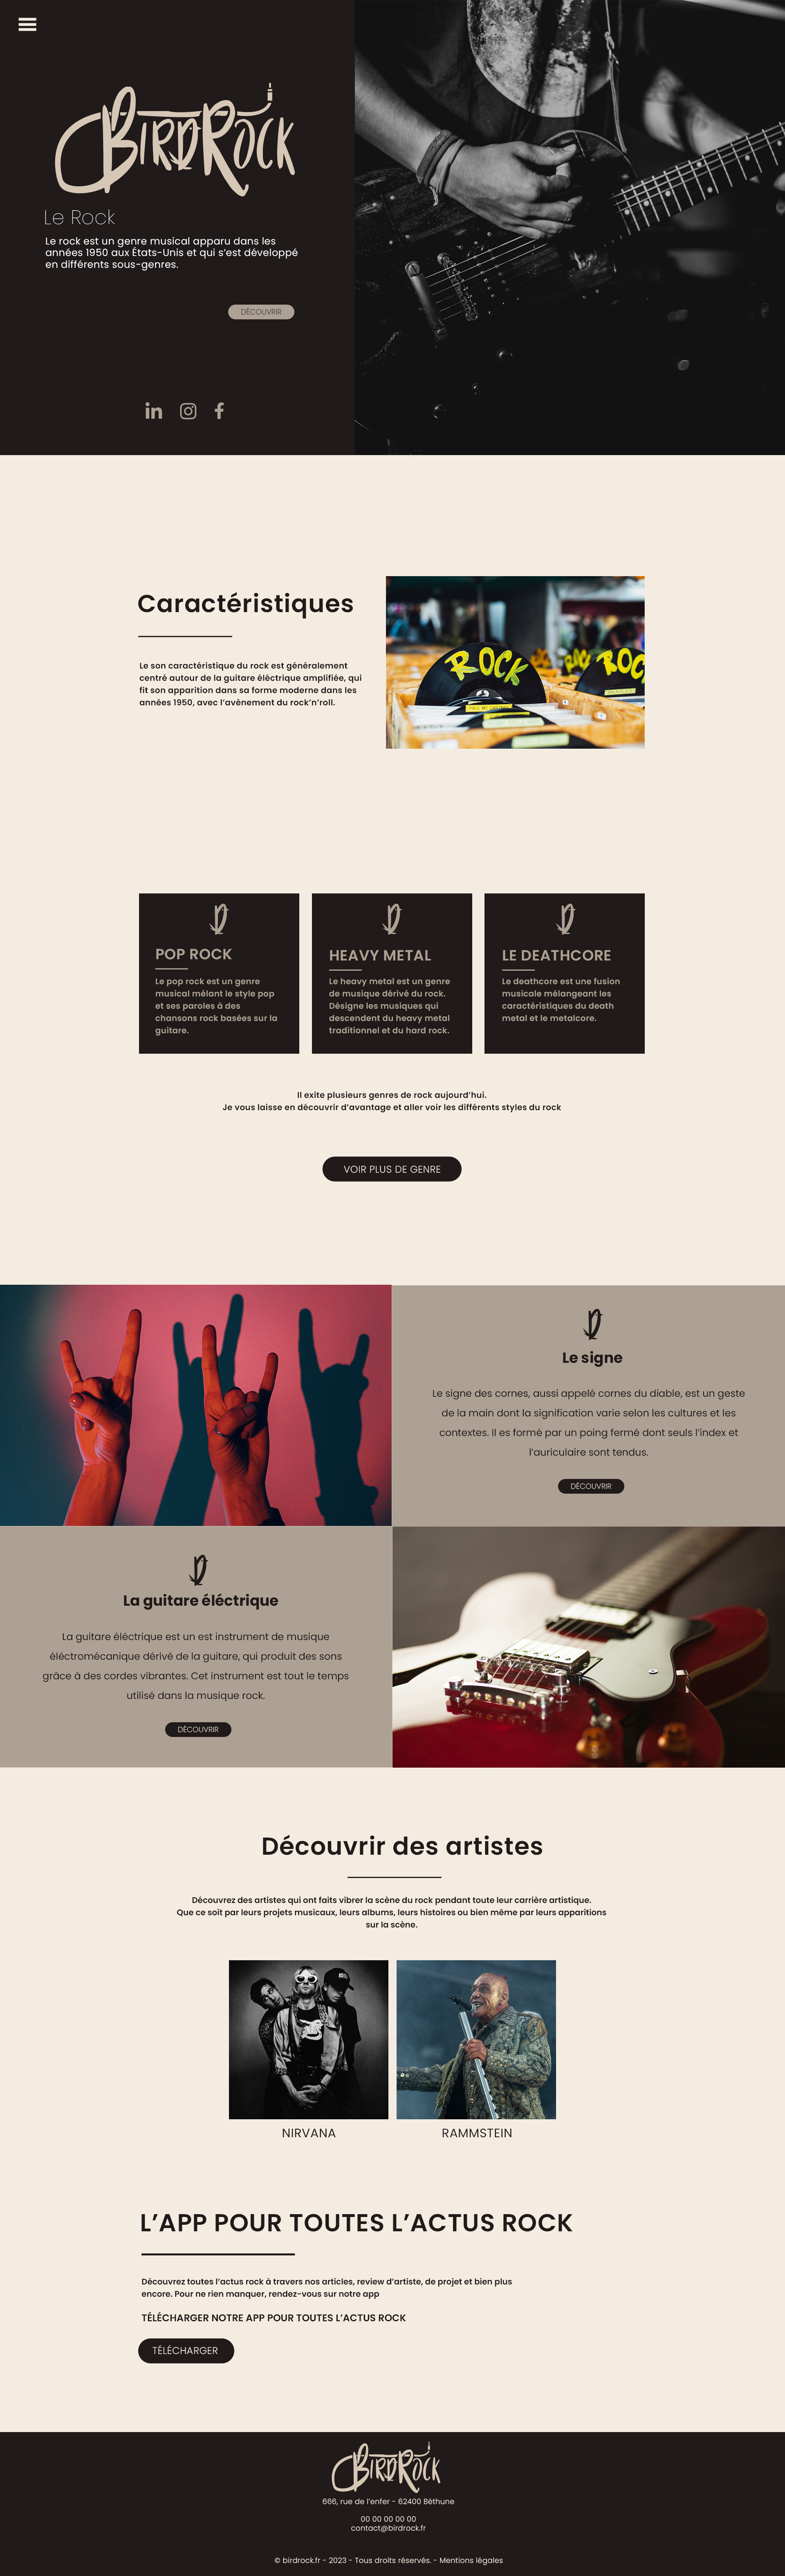 BIRDROCK
Le Rock
Le rock est un genre musical apparu dans les
années 1950 aux États-Unis et qui s'est développé
en différents sous-genres.
DÉCOUVRIR
in
f
Caractéristiques
Le son caractéristique du rock est généralement
centré autour de la guitare éléctrique amplifiée, qui
fit son apparition dans sa forme moderne dans les
années 1950, avec l'avènement du rock'n'roll.
ROCK
ROC
PAUL McCARTNEY
POP ROCK
Le pop rock est un genre
musical mêlant le style pop
et ses paroles à des
chansons rock basées sur la
guitare.
HEAVY METAL
Le heavy metal est un genre
de musique dérivé du rock.
Désigne les musiques qui
descendent du heavy metal
traditionnel et du hard rock.
LE DEATHCORE
Le deathcore est une fusion
musicale mélangeant les
caractéristiques du death
metal et le metalcore.
Il exite plusieurs genres de rock aujourd'hui.
Je vous laisse en découvrir d'avantage et aller voir les différents styles du rock
VOIR PLUS DE GENRE
Le signe
Le signe des cornes, aussi appelé cornes du diable, est un geste
de la main dont la signification varie selon les cultures et les
contextes. Il es formé par un poing fermé dont seuls l'index et
l'auriculaire sont tendus.
DÉCOUVRIR
La guitare éléctrique
La guitare éléctrique un est instrument de musique
éléctromécanique dérivé de la guitare, qui produit des sons
grâce à des cordes vibrantes. Cet instrument est tout le temps
utilisé dans la musique rock.
DÉCOUVRIR
Découvrir des artistes
Découvrez des artistes qui ont faits vibrer la scène du rock pendant toute leur carrière artistique.
Que ce soit par leurs projets musicaux, leurs albums, leurs histoires ou bien même par leurs apparitions
sur la scène.
NIRVANA
RAMMSTEIN
L'APP POUR TOUTES L'ACTUS ROCK
Découvrez toutes l'actus rock à travers nos articles, review d'artiste, de projet et bien plus
encore. Pour ne rien manquer, rendez-vous sur notre app
TÉLÉCHARGER NOTRE APP POUR TOUTES L'ACTUS ROCK
TÉLÉCHARGER
BIRDROCK
666, rue de l'enfer - 62400 Béthune
00 00 00 00 00
contact@birdrock.fr
© birdrock.fr - 2023 - Tous droits réservés. - Mentions légales